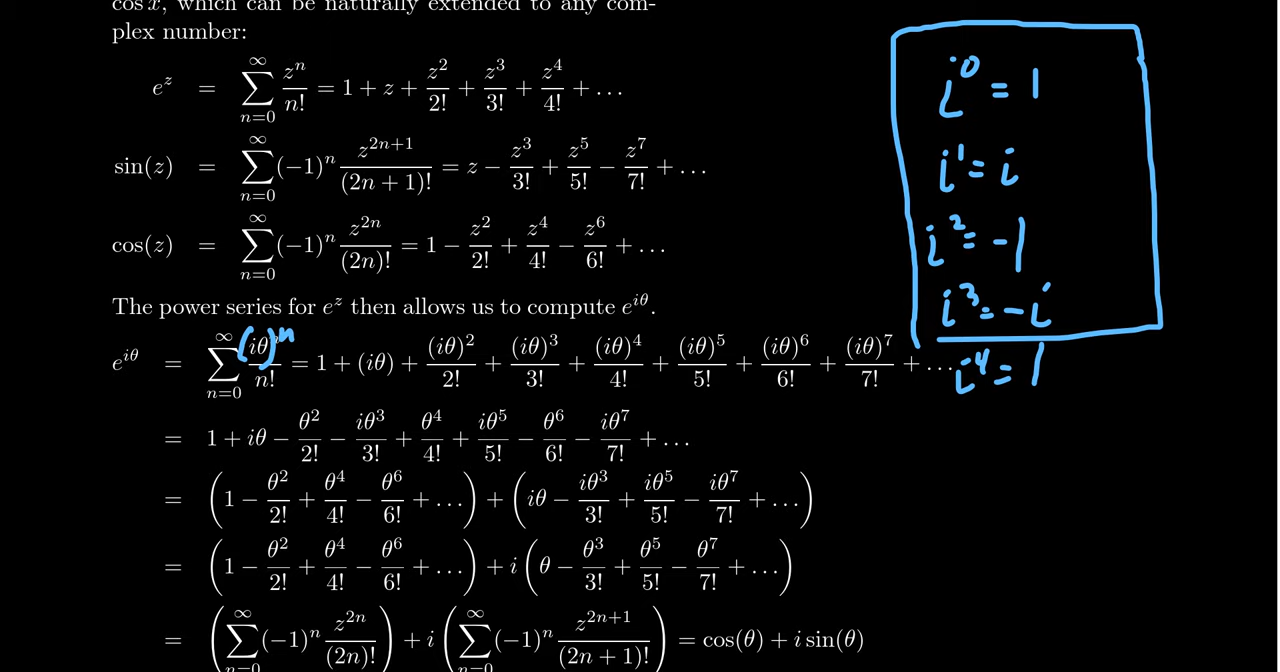 cos x, which can be naturally extended to any com-
plex number:
e^z = ∑_{n=0}^{∞} z^n/n! = 1 + z + z^2/2! + z^3/3! + z^4/4! + ...
sin(z) = ∑_{n=0}^{∞} (−1)^n z^{2n+1}/(2n + 1)! = z − z^3/3! + z^5/5! − z^7/7! + ...
cos(z) = ∑_{n=0}^{∞} (−1)^n z^{2n}/(2n)! = 1 − z^2/2! + z^4/4! − z^6/6! + ...
The power series for e^z then allows us to compute e^{iθ}.
e^{iθ} = ∑_{n=0}^{∞} (iθ)^n/n! = 1 + (iθ) + (iθ)^2/2! + (iθ)^3/3! + (iθ)^4/4! + (iθ)^5/5! + (iθ)^6/6! + (iθ)^7/7! + ...
= 1 + iθ − θ^2/2! − iθ^3/3! + θ^4/4! + iθ^5/5! − θ^6/6! − iθ^7/7! + ...
= (1 − θ^2/2! + θ^4/4! − θ^6/6! + ...) + (iθ − iθ^3/3! + iθ^5/5! − iθ^7/7! + ...)
= (1 − θ^2/2! + θ^4/4! − θ^6/6! + ...) + i (θ − θ^3/3! + θ^5/5! − θ^7/7! + ...)
= (∑_{n=0}^{∞} (−1)^n z^{2n}/(2n)!) + i (∑_{n=0}^{∞} (−1)^n z^{2n+1}/(2n + 1)!) = cos(θ) + i sin(θ)
i^0 = 1
i^1 = i
i^2 = -1
i^3 = -i
i^4 = 1